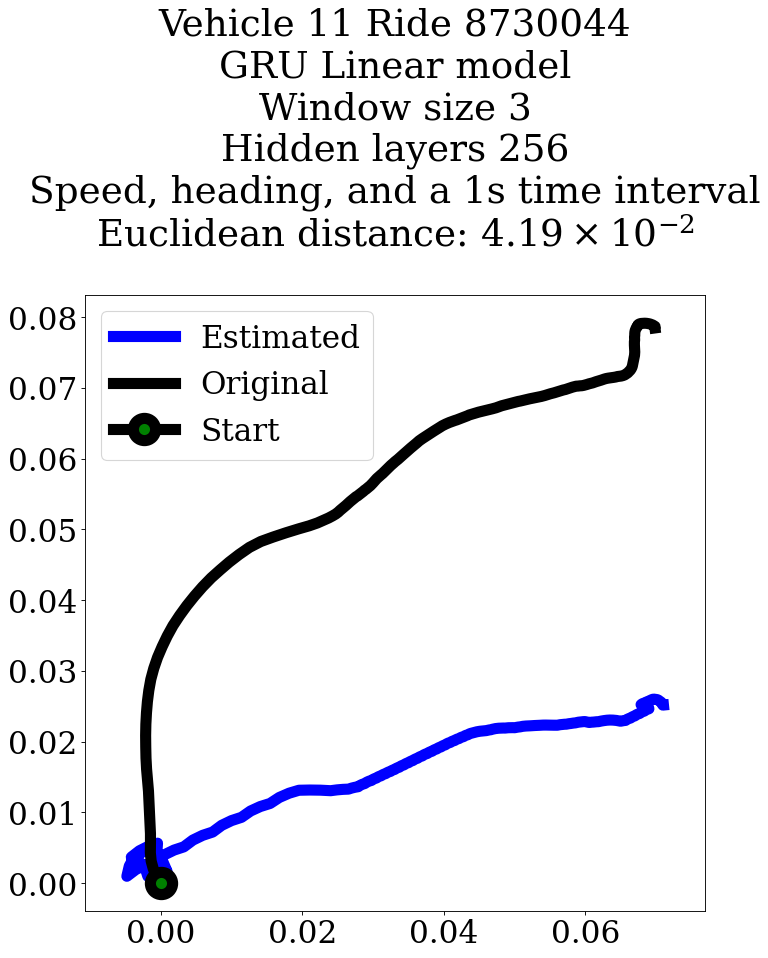 Vehicle 11 Ride 8730044
GRU Linear model
Window size 3
Hidden layers 256
Speed, heading, and a 1s time interval
Euclidean distance: 4.19 × 10⁻²
Estimated
Original
Start
0.08
0.07
0.06
0.05
0.04
0.03
0.02
0.01
0.00
0.00 0.02 0.04 0.06